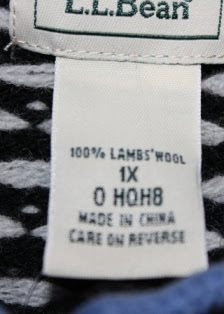 L.L.Bean
100% LAMBS' WOOL
1X
0 HQH8
MADE IN CHINA
CARE ON REVERSE